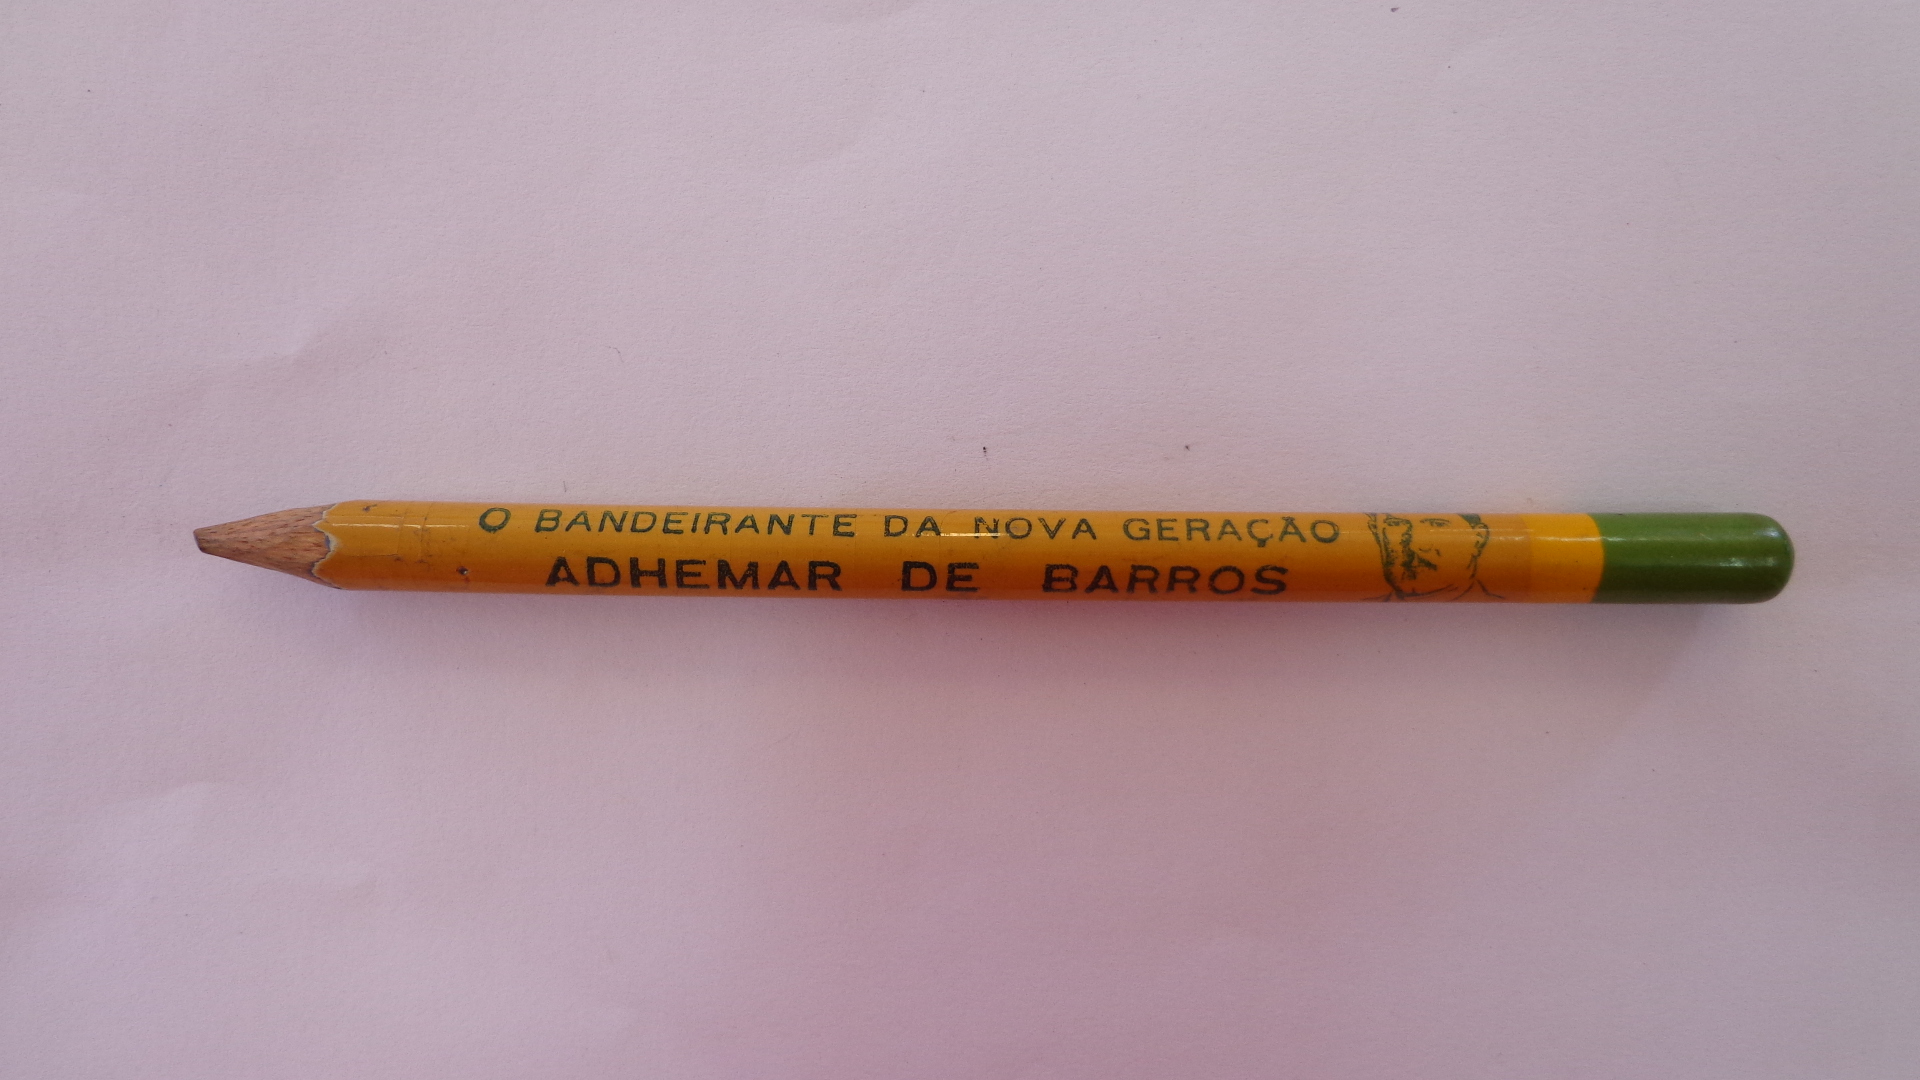 O BANDEIRANTE DA NOVA GERAÇÃO
ADHEMAR DE BARROS